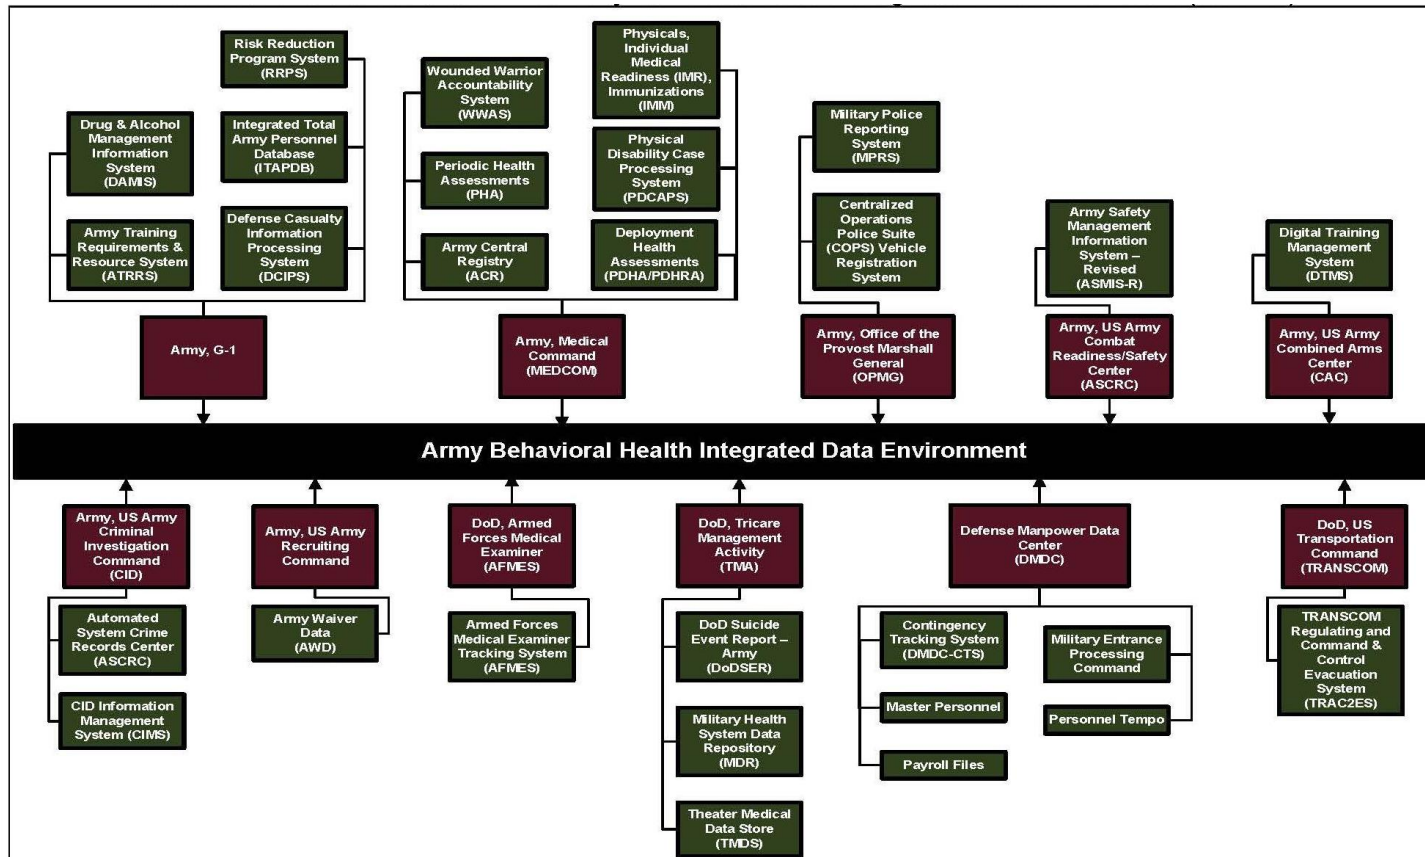 Risk Reduction
Program System
(RRPS)
Drug & Alcohol
Management
Information
System
(DAMIS)
Integrated Total
Army Personnel
Database
(ITAPDB)
Army Training
Requirements &
Resource System
(ATRRS)
Defense Casualty
Information
Processing
System
(DCIPS)
Army, G-1
Wounded Warrior
Accountability
System
(WWAS)
Physicals,
Individual
Medical
Readiness (IMR),
Immunizations
(IMM)
Periodic Health
Assessments
(PHA)
Physical
Disability Case
Processing
System
(PDCAPS)
Army Central
Registry
(ACR)
Deployment
Health
Assessments
(PDHA/PDHRA)
Army, Medical
Command
(MEDCOM)
Military Police
Reporting
System
(MPRS)
Centralized
Operations
Police Suite
(COPS) Vehicle
Registration
System
Army, Office of the
Provost Marshall
General
(OPMG)
Army Safety
Management
Information
System –
Revised
(ASMIS-R)
Army, US Army
Combat
Readiness/Safety
Center
(ASCRC)
Digital Training
Management
System
(DTMS)
Army, US Army
Combined Arms
Center
(CAC)
Army Behavioral Health Integrated Data Environment
Army, US Army
Criminal
Investigation
Command
(CID)
Automated
System Crime
Records Center
(ASCRC)
CID Information
Management
System (CIMS)
Army, US Army
Recruiting
Command
Army Waiver
Data
(AWD)
DoD, Armed
Forces Medical
Examiner
(AFMES)
Armed Forces
Medical Examiner
Tracking System
(AFMES)
DoD, Tricare
Management
Activity
(TMA)
DoD Suicide
Event Report –
Army
(DoDSER)
Military Health
System Data
Repository
(MDR)
Theater Medical
Data Store
(TMDS)
Defense Manpower Data
Center
(DMDC)
Contingency
Tracking System
(DMDC-CTS)
Master Personnel
Payroll Files
Military Entrance
Processing
Command
Personnel Tempo
DoD, US
Transportation
Command
(TRANSCOM)
TRANSCOM
Regulating and
Command &
Control
Evacuation
System
(TRAC2ES)